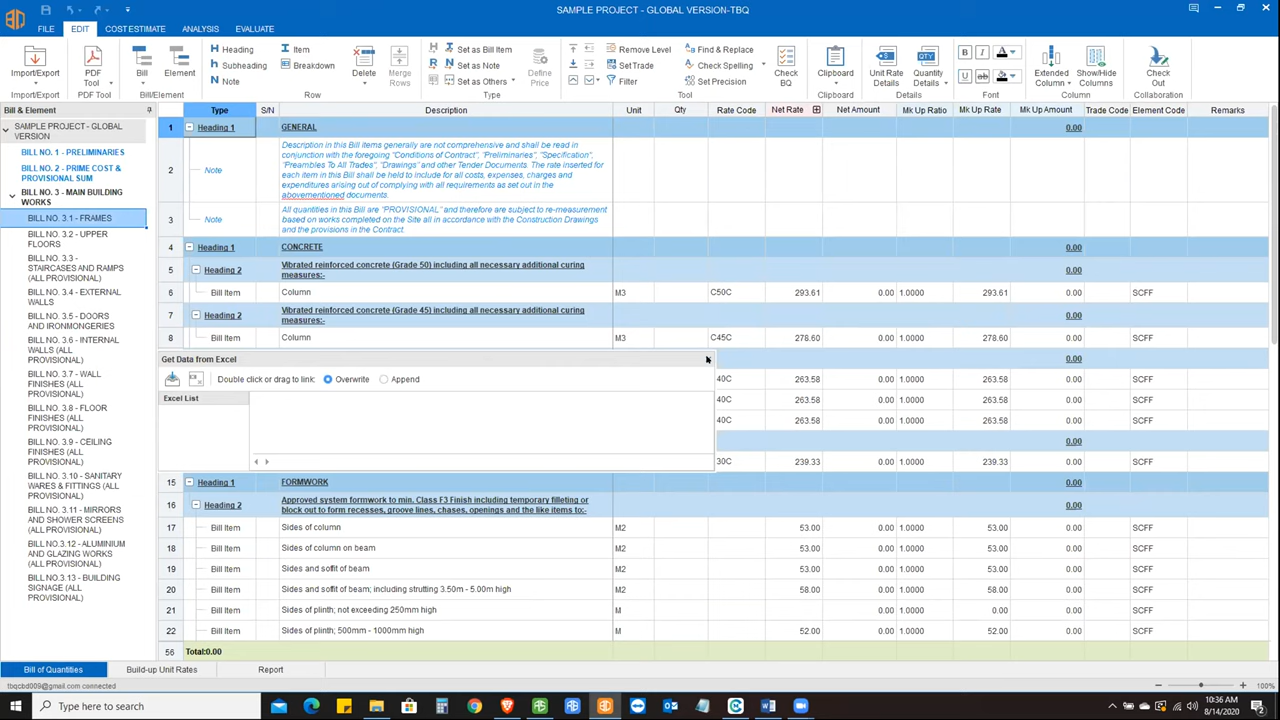 SAMPLE PROJECT - GLOBAL VERSION-TBQ
FILE EDIT COST ESTIMATE ANALYSIS EVALUATE
Import/Export
Import/Export
PDF Tool
PDF Tool
Bill
Element
Bill/Element
Heading
Subheading
Note
Item
Breakdown
Delete
Merge Rows
Row
Set as Bill Item
Set as Note
Set as Others
Define Price
Type
Remove Level
Set Trade
Filter
Find & Replace
Check Spelling
Set Precision
Tool
Check BQ
Clipboard
Clipboard
Unit Rate Details
Quantity Details
Details
B I A
U ab
Font
Extended Column
Show/Hide Columns
Column
Check Out
Collaboration
Bill & Element
SAMPLE PROJECT - GLOBAL
VERSION
BILL NO. 1 - PRELIMINARIES
BILL NO. 2 - PRIME COST &
PROVISIONAL SUM
BILL NO. 3 - MAIN BUILDING
WORKS
BILL NO. 3.1 - FRAMES
BILL NO. 3.2 - UPPER
FLOORS
BILL NO. 3.3 -
STAIRCASES AND RAMPS
(ALL PROVISIONAL)
BILL NO. 3.4 - EXTERNAL
WALLS
BILL NO. 3.5 - DOORS
AND IRONMONGERIES
BILL NO. 3.6 - INTERNAL
WALLS (ALL
PROVISIONAL)
BILL NO. 3.7 - WALL
FINISHES (ALL
PROVISIONAL)
BILL NO. 3.8 - FLOOR
FINISHES (ALL
PROVISIONAL)
BILL NO. 3.9 - CEILING
FINISHES (ALL
PROVISIONAL)
BILL NO. 3.10 - SANITARY
WARES & FITTINGS (ALL
PROVISIONAL)
BILL NO. 3.11 - MIRRORS
AND SHOWER SCREENS
(ALL PROVISIONAL)
BILL NO.3.12 - ALUMINIUM
AND GLAZING WORKS
(ALL PROVISIONAL)
BILL NO.3.13 - BUILDING
SIGNAGE (ALL
PROVISIONAL)
Type S/N Description Unit Qty Rate Code Net Rate Net Amount Mk Up Ratio Mk Up Rate Mk Up Amount Trade Code Element Code Remarks
1 Heading 1 GENERAL 0.00
2 Note Description in this Bill items generally are not comprehensive and shall be read in
conjunction with the foregoing "Conditions of Contract", "Preliminaries", "Specification",
"Preambles To All Trades", "Drawings" and other Tender Documents. The rate inserted for
each item in this Bill shall be held to include for all costs, expenses, charges and
expenditures arising out of complying with all requirements as set out in the
abovementioned documents.
3 Note All quantities in this Bill are "PROVISIONAL" and therefore are subject to re-measurement
based on works completed on the Site all in accordance with the Construction Drawings
and the provisions in the Contract.
4 Heading 1 CONCRETE 0.00
5 Heading 2 Vibrated reinforced concrete (Grade 50) including all necessary additional curing
measures:- 0.00
6 Bill Item Column M3 C50C 293.61 0.00 1.0000 293.61 0.00 SCFF
7 Heading 2 Vibrated reinforced concrete (Grade 45) including all necessary additional curing
measures:- 0.00
8 Bill Item Column M3 C45C 278.60 0.00 1.0000 278.60 0.00 SCFF
Get Data from Excel 0.00
Double click or drag to link: Overwrite Append 40C 263.58 0.00 1.0000 263.58 0.00 SCFF
Excel List 40C 263.58 0.00 1.0000 263.58 0.00 SCFF
40C 263.58 0.00 1.0000 263.58 0.00 SCFF
0.00
30C 239.33 0.00 1.0000 239.33 0.00 SCFF
15 Heading 1 FORMWORK 0.00
16 Heading 2 Approved system formwork to min. Class F3 Finish including temporary filleting or
block out to form recesses, groove lines, chases, openings and the like items to:- 0.00
17 Bill Item Sides of column M2 53.00 0.00 1.0000 53.00 0.00 SCFF
18 Bill Item Sides of column on beam M2 53.00 0.00 1.0000 53.00 0.00 SCFF
19 Bill Item Sides and soffit of beam M2 53.00 0.00 1.0000 53.00 0.00 SCFF
20 Bill Item Sides and soffit of beam; including strutting 3.50m - 5.00m high M2 58.00 0.00 1.0000 58.00 0.00 SCFF
21 Bill Item Sides of plinth; not exceeding 250mm high M 0.00 1.0000 0.00 0.00 SCFF
22 Bill Item Sides of plinth; 500mm - 1000mm high M 52.00 0.00 1.0000 52.00 0.00 SCFF
56 Total:0.00
Bill of Quantities Build-up Unit Rates Report
tbqcbd009@gmail.com connected 100%
Type here to search
10:36 AM
8/14/2020
2